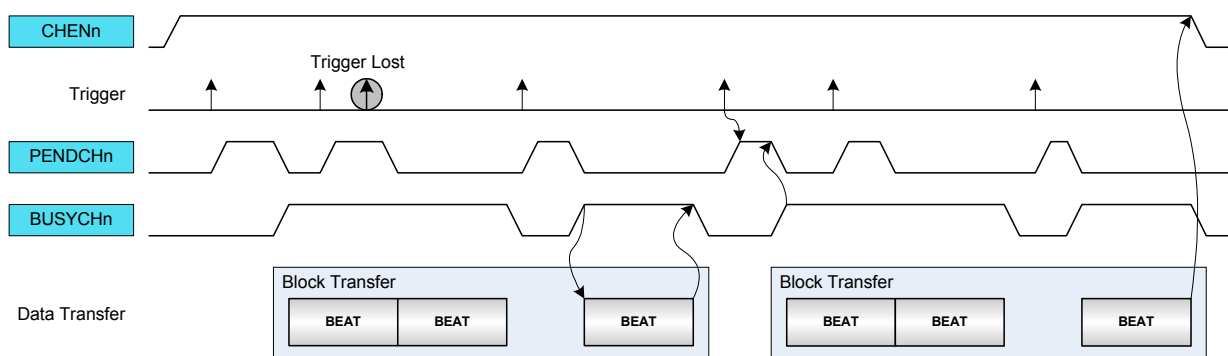 CHENn
Trigger Lost
Trigger
PENDCHn
BUSYCHn
Block Transfer
Block Transfer
Data Transfer
BEAT
BEAT
BEAT
BEAT
BEAT
BEAT